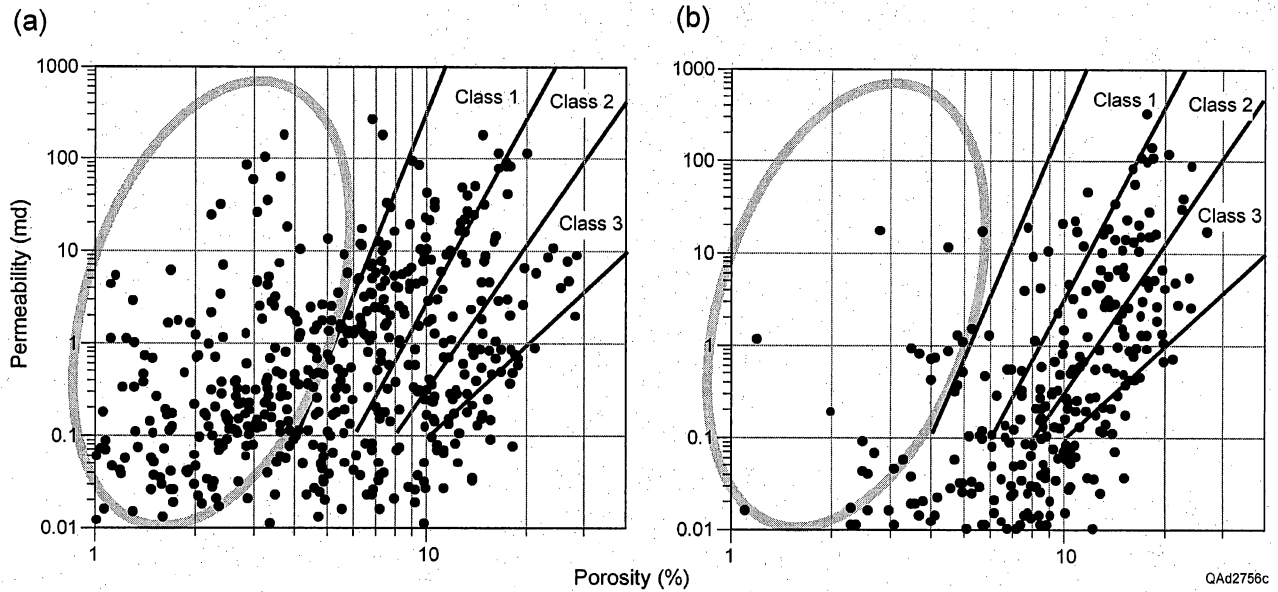 (a)
(b)
1000
100
10
1
0.1
0.01
Permeability (md)
Class 1
Class 2
Class 3
1
10
1000
100
10
1
0.1
0.01
Class 1
Class 2
Class 3
1
10
Porosity (%)
QAd2756c